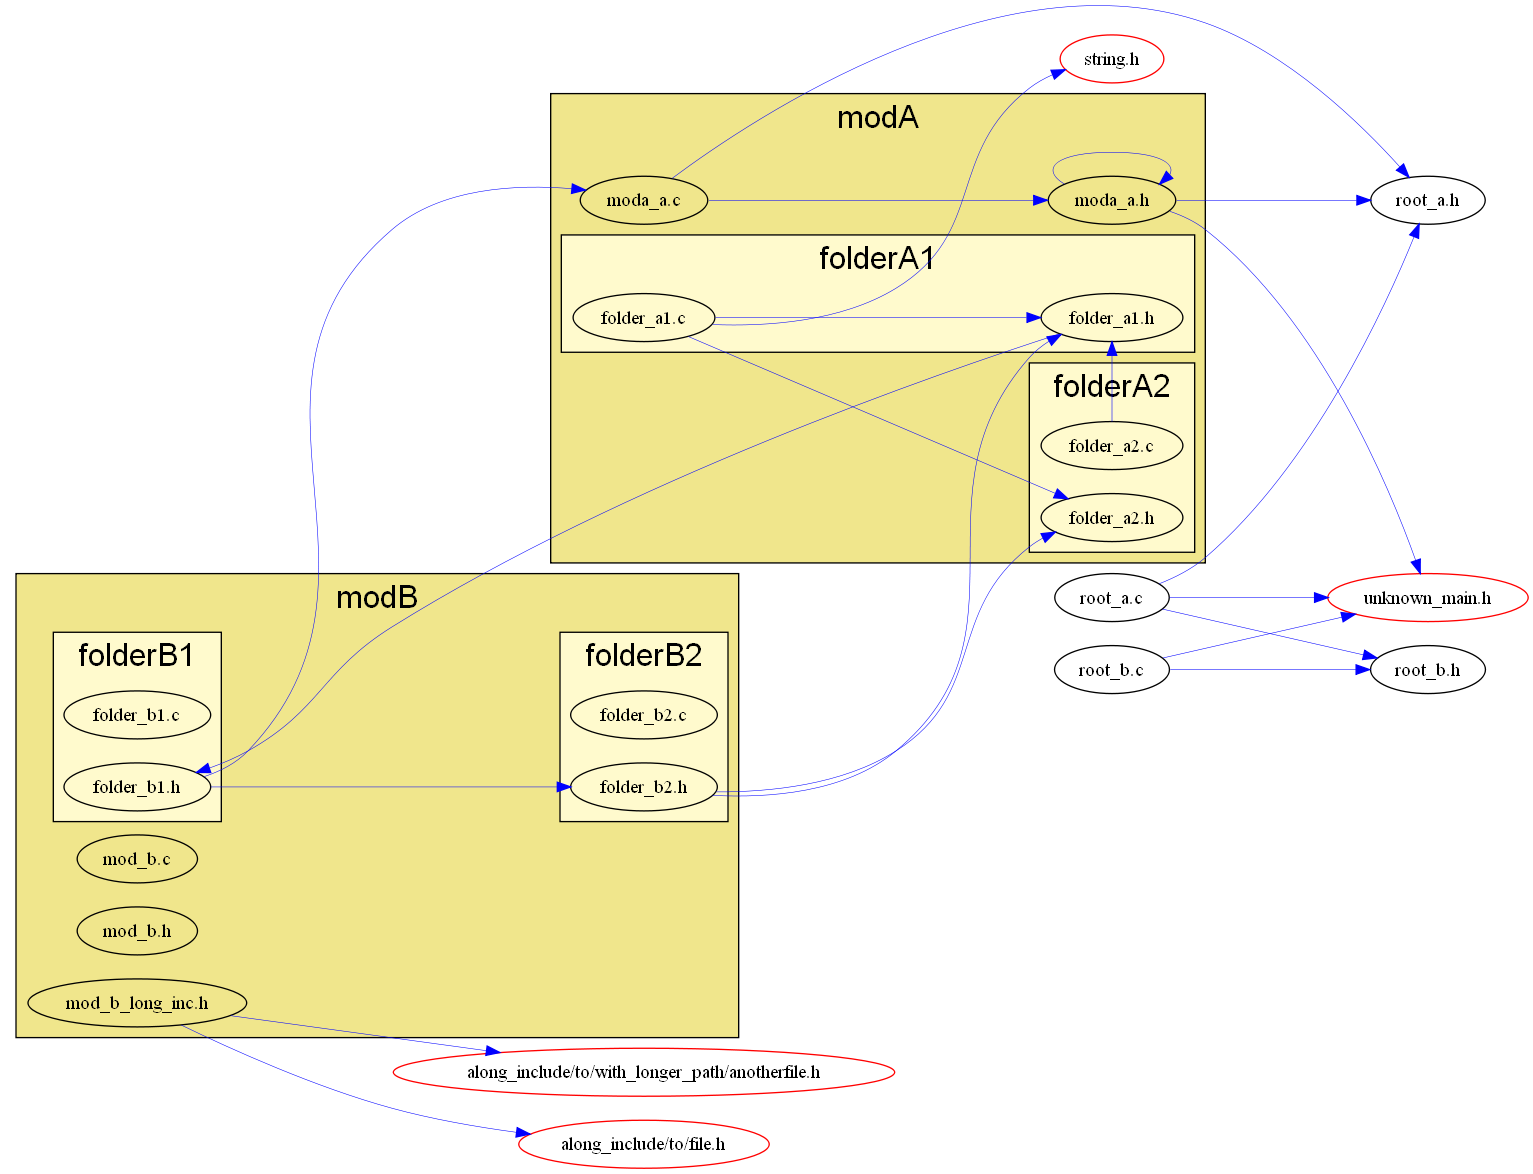 string.h
modA
moda_a.c
moda_a.h
root_a.h
folderA1
folder_a1.c
folder_a1.h
folderA2
folder_a2.c
folder_a2.h
modB
root_a.c
unknown_main.h
folderB1
folderB2
root_b.c
root_b.h
folder_b1.c
folder_b2.c
folder_b1.h
folder_b2.h
mod_b.c
mod_b.h
mod_b_long_inc.h
along_include/to/with_longer_path/anotherfile.h
along_include/to/file.h